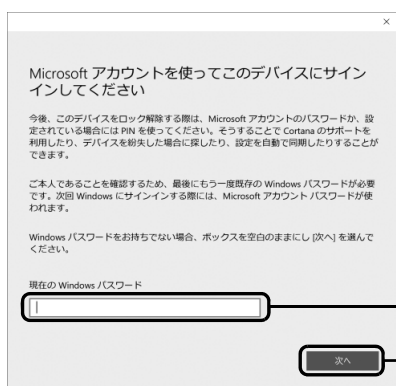 ×
Microsoft アカウントを使ってこのデバイスにサイン
インしてください
今後、このデバイスをロック解除する際は、Microsoft アカウントのパスワードか、設
定されている場合には PIN を使ってください。そうすることで Cortana のサポートを
利用したり、デバイスを紛失した場合に探したり、設定を自動で同期したりすることが
できます。
ご本人であることを確認するため、最後にもう一度既存の Windows パスワードが必要
です。次回 Windows にサインインする際には、Microsoft アカウント パスワードが使
われます。
Windows パスワードをお持ちでない場合、ボックスを空白のままにし [次へ] を選んで
ください。
現在の Windows パスワード
次へ